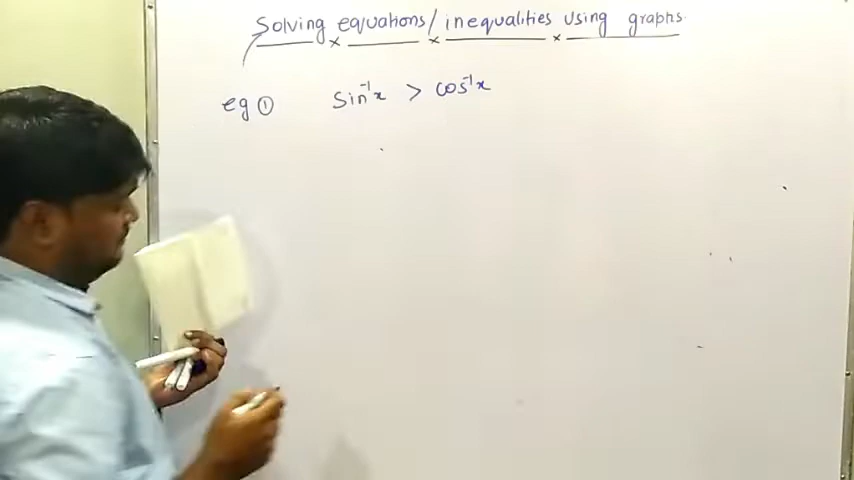 Solving equations/inequalities using graphs
eg ① sin⁻¹x > cos⁻¹x